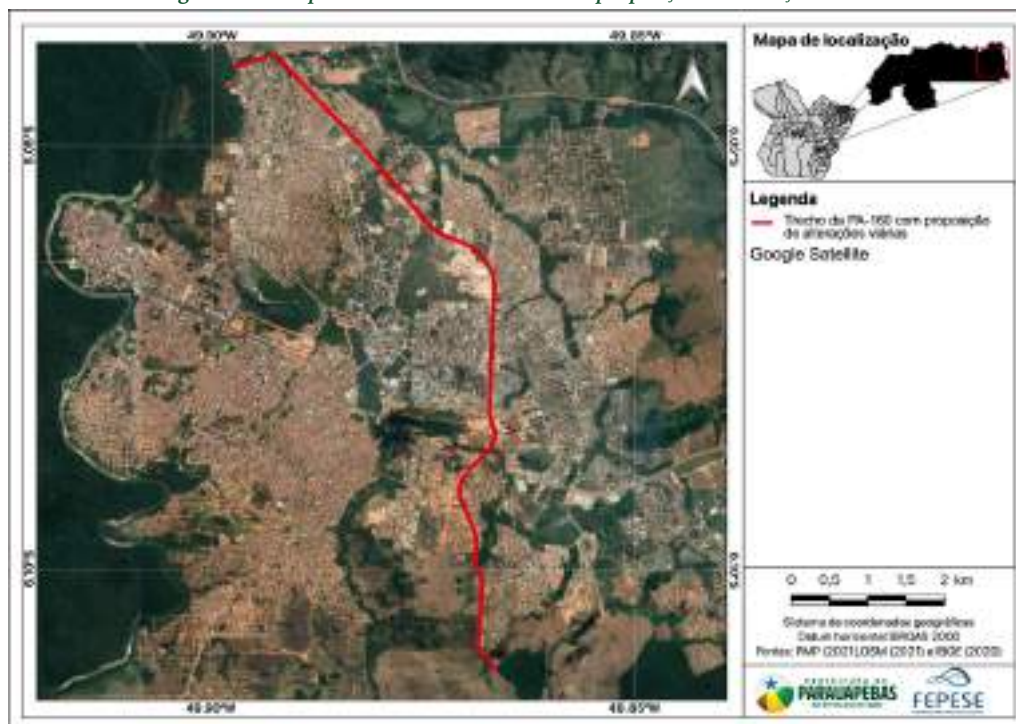 49.90°W 49.85°W
Mapa de localização
6.05°S 6.05°S
Legenda
Trecho da PA-160 com proposição
de alterações viárias
Google Satellite
6.10°S 6.10°S
0 0,5 1 1,5 2 km
Sistema de coordenadas geográficas
Datum horizontal SIRGAS 2000
Fontes: PMP (2021), OSM (2021) e IBGE (2020)
49.90°W 49.85°W
PREFEITURA DE
PARAUAPEBAS
FEPESE